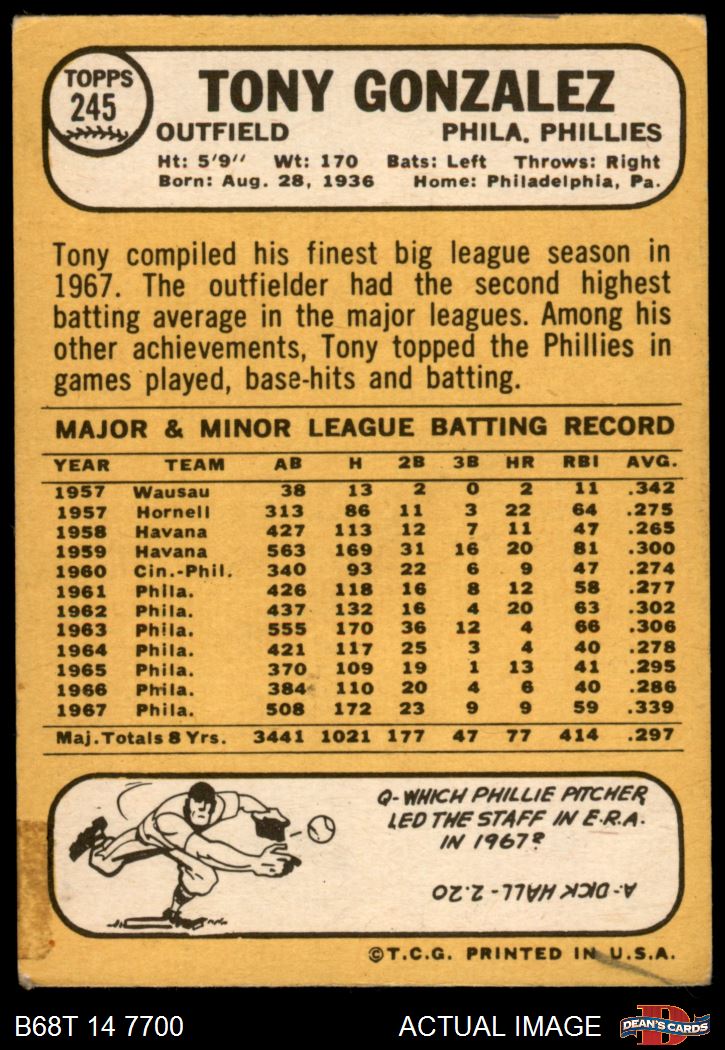 TOPPS
245
TONY GONZALEZ
OUTFIELD PHILA. PHILLIES
Ht: 5'9" Wt: 170 Bats: Left Throws: Right
Born: Aug. 28, 1936 Home: Philadelphia, Pa.
Tony compiled his finest big league season in
1967. The outfielder had the second highest
batting average in the major leagues. Among his
other achievements, Tony topped the Phillies in
games played, base-hits and batting.
MAJOR & MINOR LEAGUE BATTING RECORD
YEAR TEAM AB H 2B 3B HR RBI AVG.
1957 Wausau 38 13 2 0 2 11 .342
1957 Hornell 313 86 11 3 22 64 .275
1958 Havana 427 113 12 7 11 47 .265
1959 Havana 563 169 31 16 20 81 .300
1960 Cin.-Phil. 340 93 22 6 9 47 .274
1961 Phila. 426 118 16 8 12 58 .277
1962 Phila. 437 132 16 4 20 63 .302
1963 Phila. 555 170 36 12 4 66 .306
1964 Phila. 421 117 25 3 4 40 .278
1965 Phila. 370 109 19 1 13 41 .295
1966 Phila. 384 110 20 4 6 40 .286
1967 Phila. 508 172 23 9 9 59 .339
Maj. Totals 8 Yrs. 3441 1021 177 47 77 414 .297
Q- WHICH PHILLIE PITCHER
LED THE STAFF IN E.R.A.
IN 1967?
A- DICK HALL - 2.20
©T.C.G. PRINTED IN U.S.A.
B68T 14 7700 ACTUAL IMAGE
D
DEAN'S CARDS